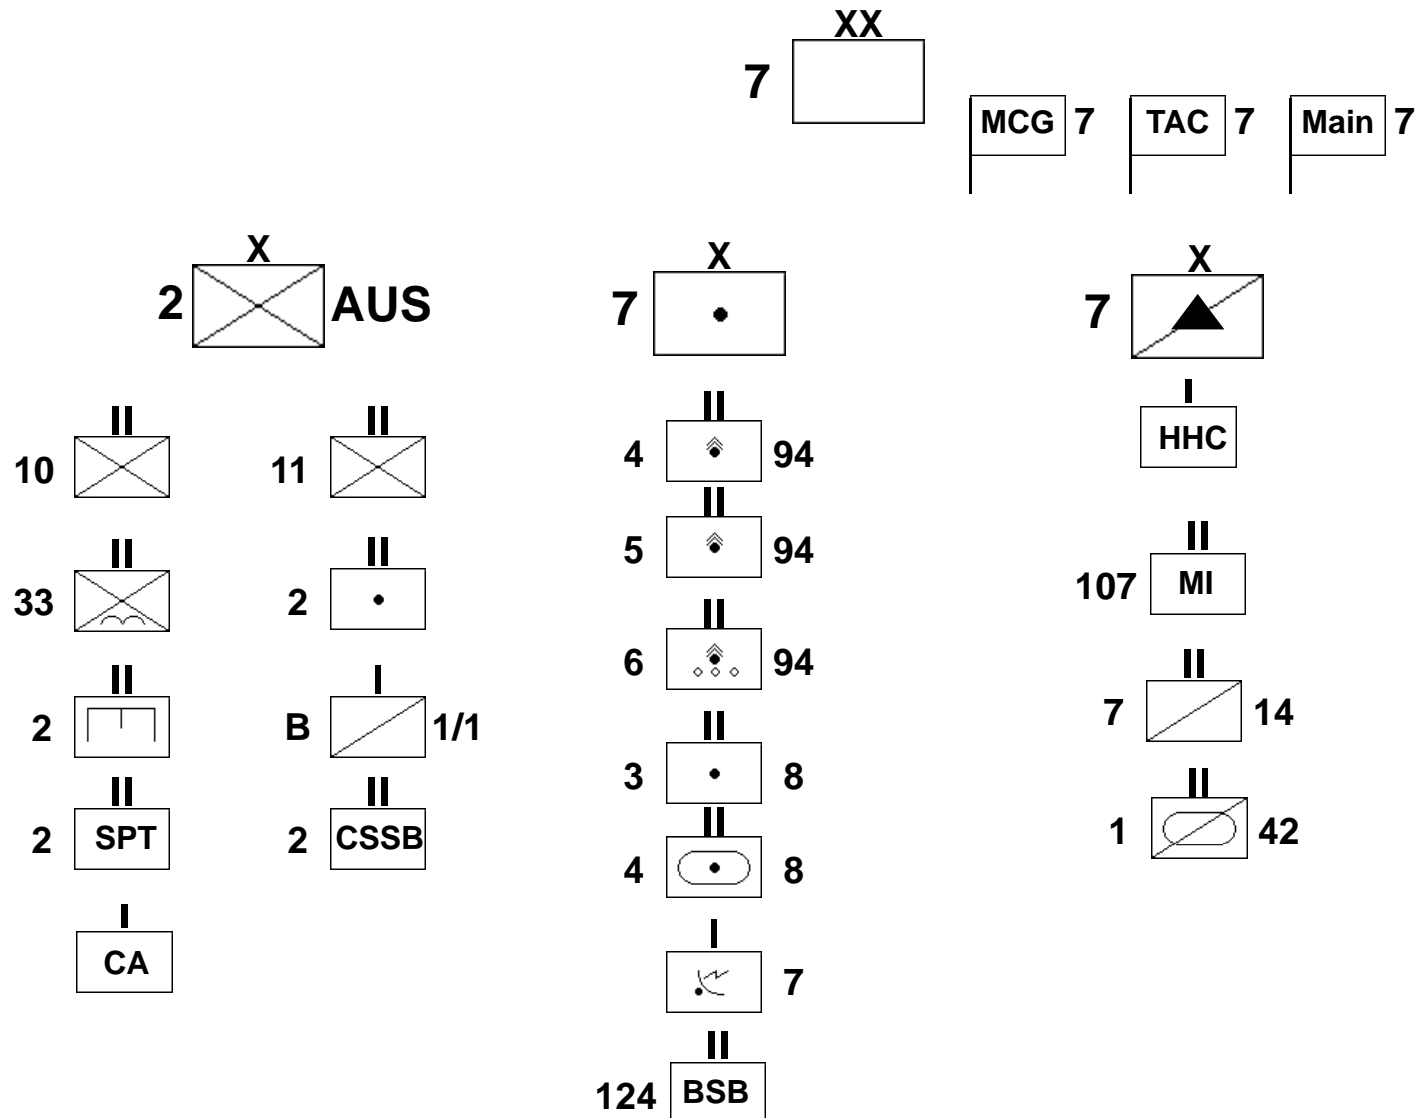 XX
7
MCG 7 TAC 7 Main 7
X X X
2 AUS 7 7
II II II I
10 11 4 94 HHC
II
5 94
II II II
33 2 107 MI
II
6 94
II I II
2 B 1/1 7 14
II
3 8
II II II II
2 SPT 2 CSSB 4 8 1 42
I I
CA 7
II
124 BSB